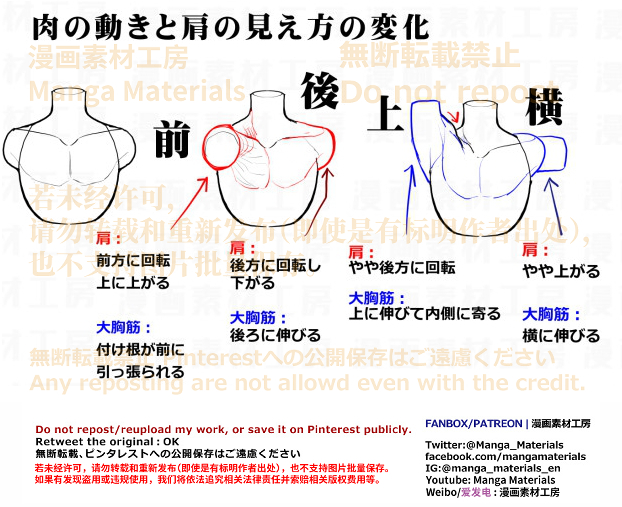 肉の動きと肩の見え方の変化
漫画素材工房
Manga Materials
無断転載禁止
Do not repost
前
後
上
横
若未经许可,
请勿转载和重新发布(即使是有标明作者出处),
也不支持图片批
肩：
前方に回転
上に上がる
大胸筋：
付け根が前に
引っ張られる
肩：
後方に回転し
下がる
大胸筋：
後ろに伸びる
肩：
やや後方に回転
大胸筋：
上に伸びて内側に寄る
肩：
やや上がる
大胸筋：
横に伸びる
無断転載禁止 Pinterestへの公開保存はご遠慮ください
Any reposting are not allowd even with the credit.
Do not repost/reupload my work, or save it on Pinterest publicly.
Retweet the original : OK
無断転載、ピンタレストへの公開保存はご遠慮ください
若未经许可，请勿转载和重新发布(即使是有标明作者出处)，也不支持图片批量保存。
如果有发现盗用或违规使用，我们将依法追究相关法律责任并索赔相关版权费用等。
FANBOX/PATREON | 漫画素材工房
Twitter:@Manga_Materials
facebook.com/mangamaterials
IG:@manga_materials_en
Youtube: Manga Materials
Weibo/爱发电 : 漫画素材工房